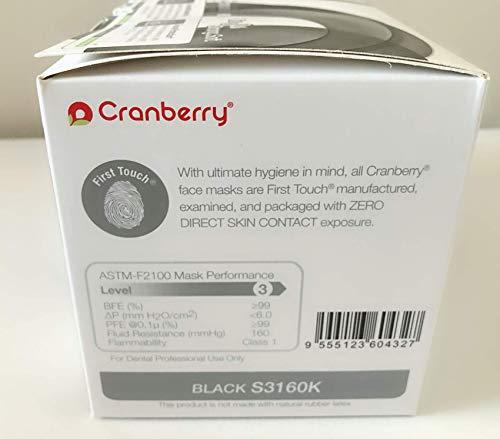 Cranberry®
First Touch®
With ultimate hygiene in mind, all Cranberry®
face masks are First Touch® manufactured,
examined, and packaged with ZERO
DIRECT SKIN CONTACT exposure.
ASTM-F2100 Mask Performance
Level 3
BFE (%) ≥99
ΔP (mm H2O/cm²) <6.0
PFE @0.1µ (%) ≥99
Fluid Resistance (mmHg) 160
Flammability Class 1
For Dental Professional Use Only
9 555123 604327
BLACK S3160K
This product is not made with natural rubber latex